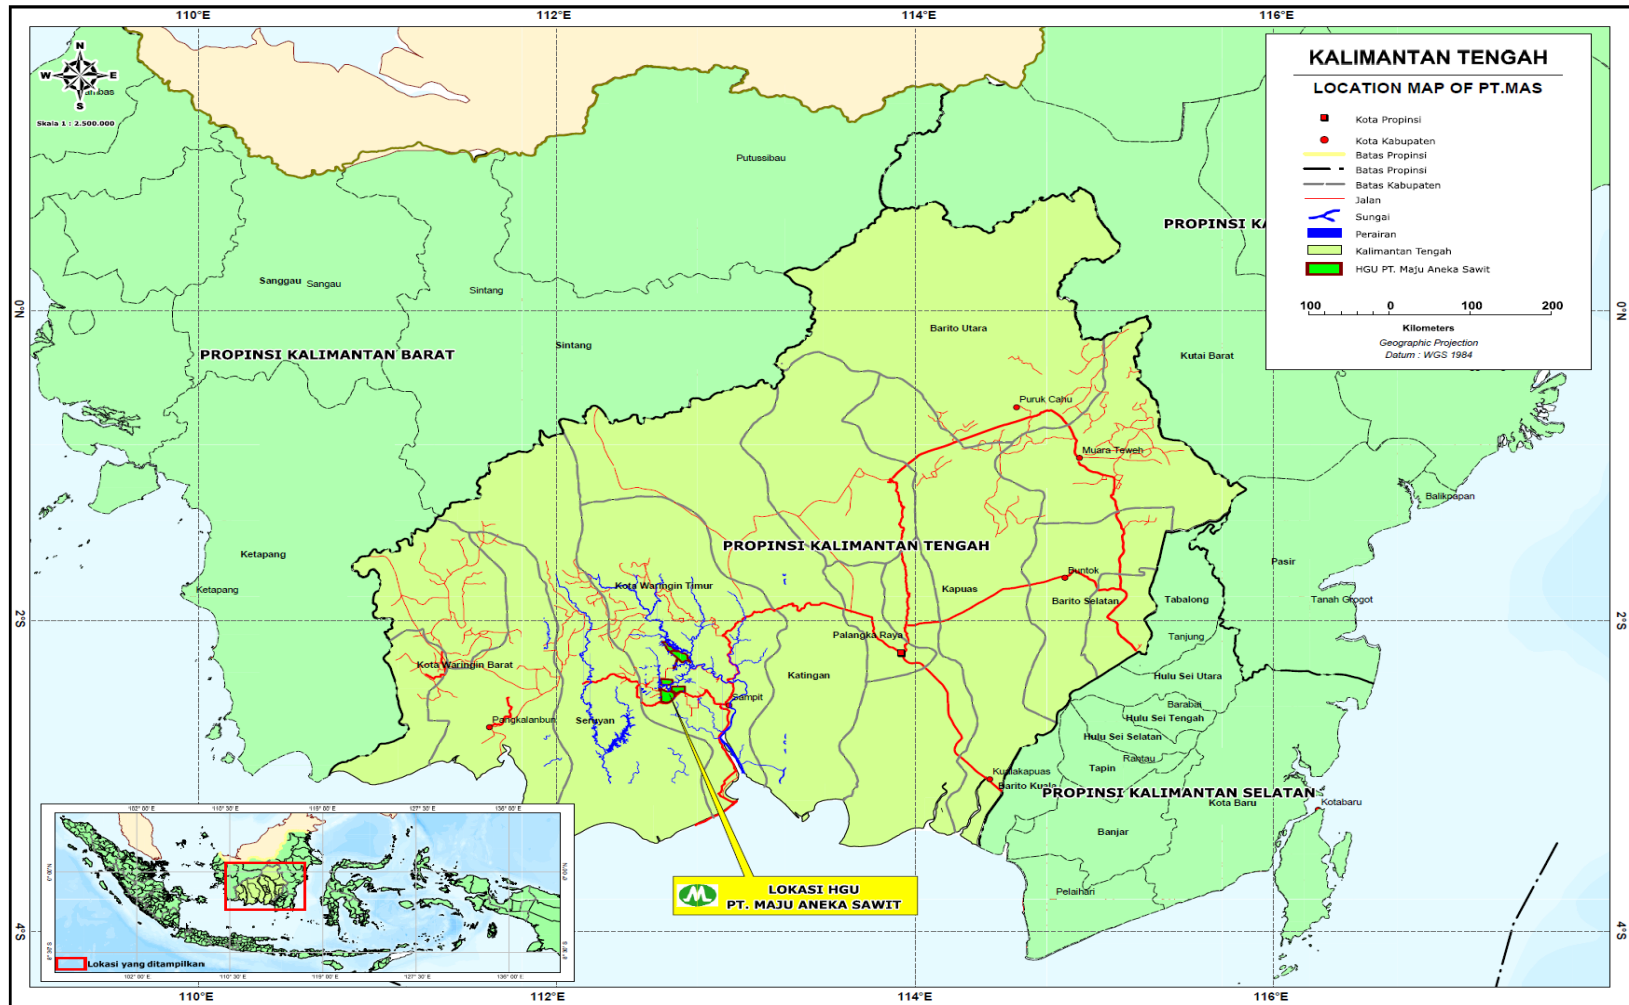 110°E
112°E
114°E
116°E
N
W
E
S
Skala 1 : 2.500.000
KALIMANTAN TENGAH
LOCATION MAP OF PT.MAS
Kota Propinsi
Kota Kabupaten
Batas Propinsi
Batas Propinsi
Batas Kabupaten
Jalan
Sungai
Perairan
Kalimantan Tengah
HGU PT. Maju Aneka Sawit
100 0 100 200
Kilometers
Geographic Projection
Datum : WGS 1984
Putussibau
PROPINSI KA
Sanggau
Sangau
Sintang
0°N
0°N
Barito Utara
Sintang
PROPINSI KALIMANTAN BARAT
Kutai Barat
Puruk Cahu
Muara Teweh
Balikpapan
PROPINSI KALIMANTAN TENGAH
Ketapang
Pasir
Buntok
Kota Waringin Timur
Kapuas
Ketapang
Barito Selatan
Tabalong
Tanah Grogot
2°S
2°S
Palangka Raya
Tanjung
Kota Waringin Barat
Katingan
Hulu Sei Utara
Sampit
Barabai
Pangkalanbun
Seruyan
Hulu Sei Tengah
Hulu Sei Selatan
Rantau
Tapin
Kualakapuas
Barito Kuala
PROPINSI KALIMANTAN SELATAN
Kota Baru
Kotabaru
Banjar
Pelaihari
LOKASI HGU
PT. MAJU ANEKA SAWIT
4°S
4°S
Lokasi yang ditampilkan
110°E
112°E
114°E
116°E